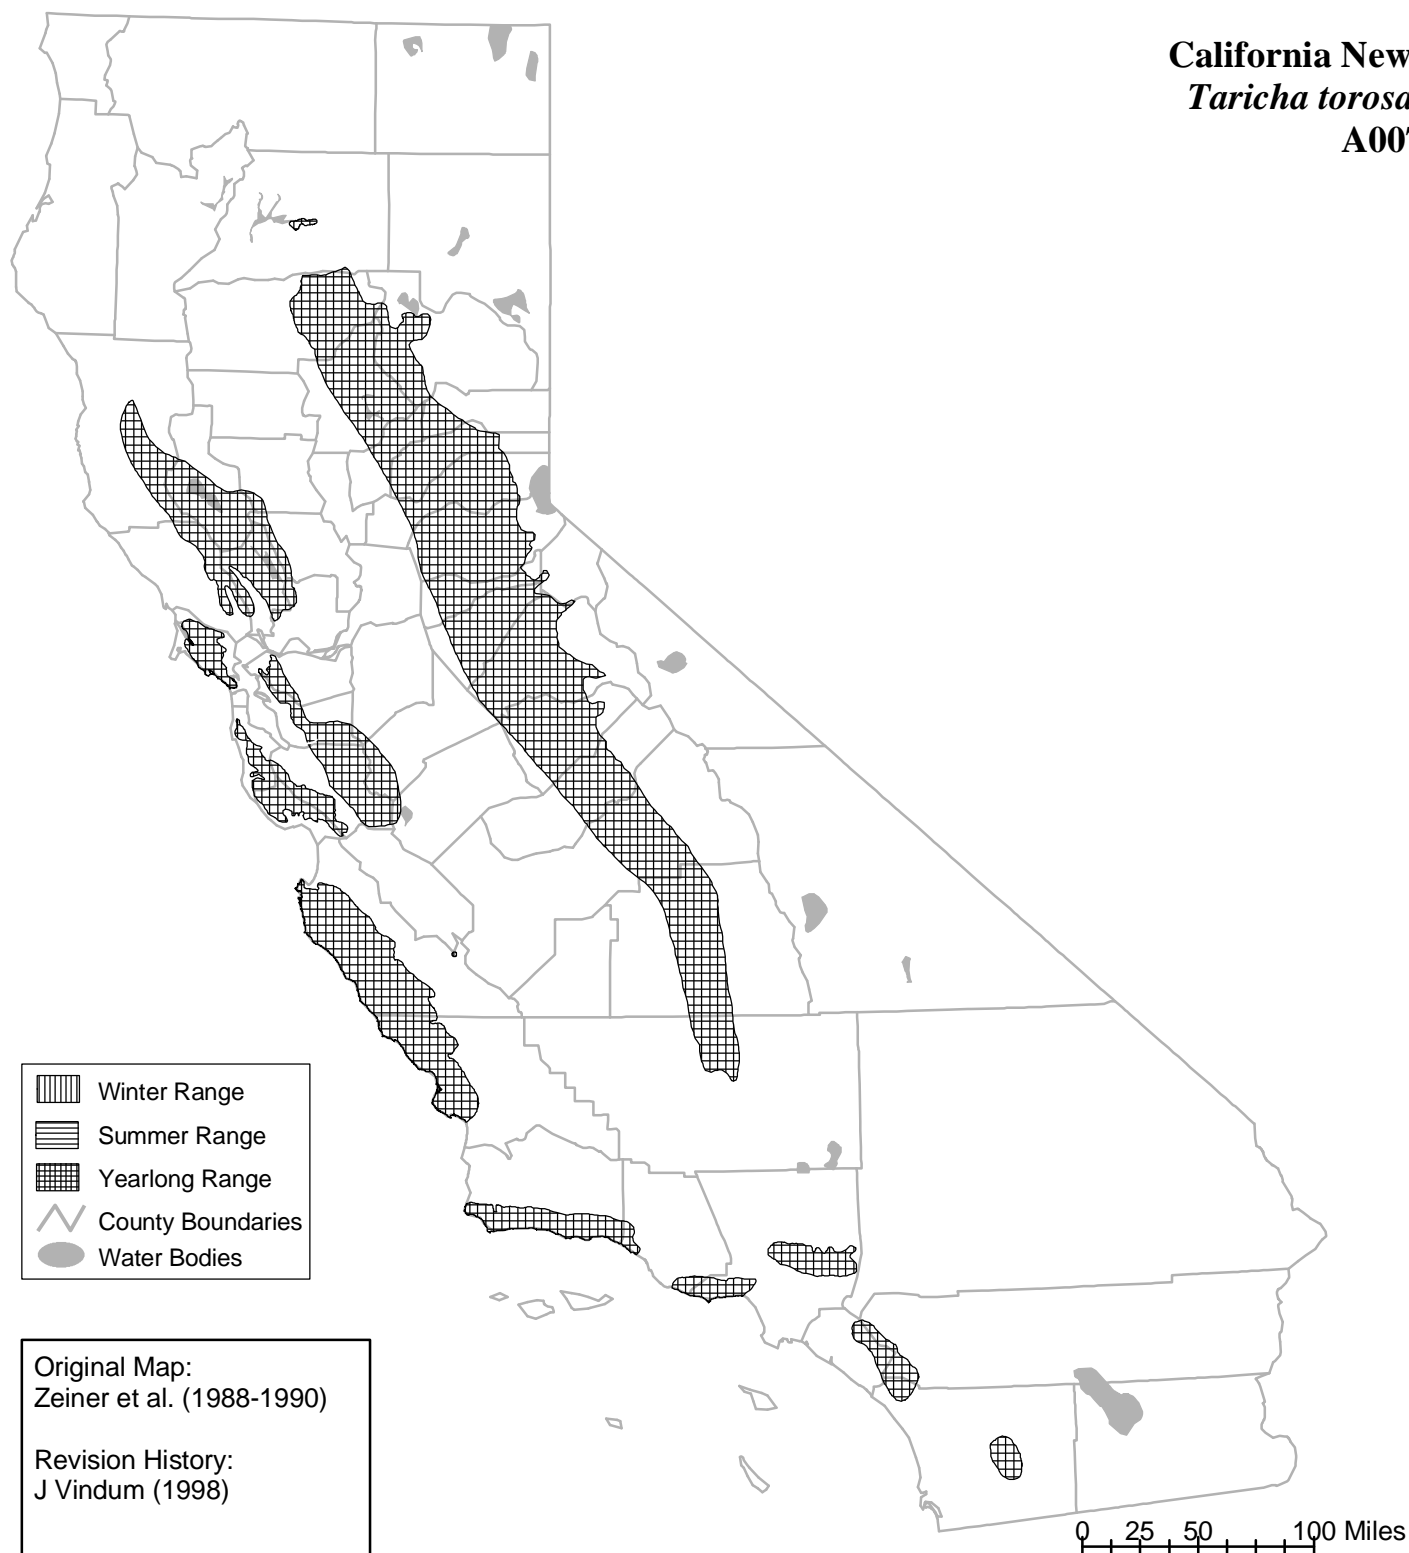 California New
Taricha torosa
A007
Winter Range
Summer Range
Yearlong Range
County Boundaries
Water Bodies
Original Map:
Zeiner et al. (1988-1990)
Revision History:
J Vindum (1998)
0 25 50 100 Miles